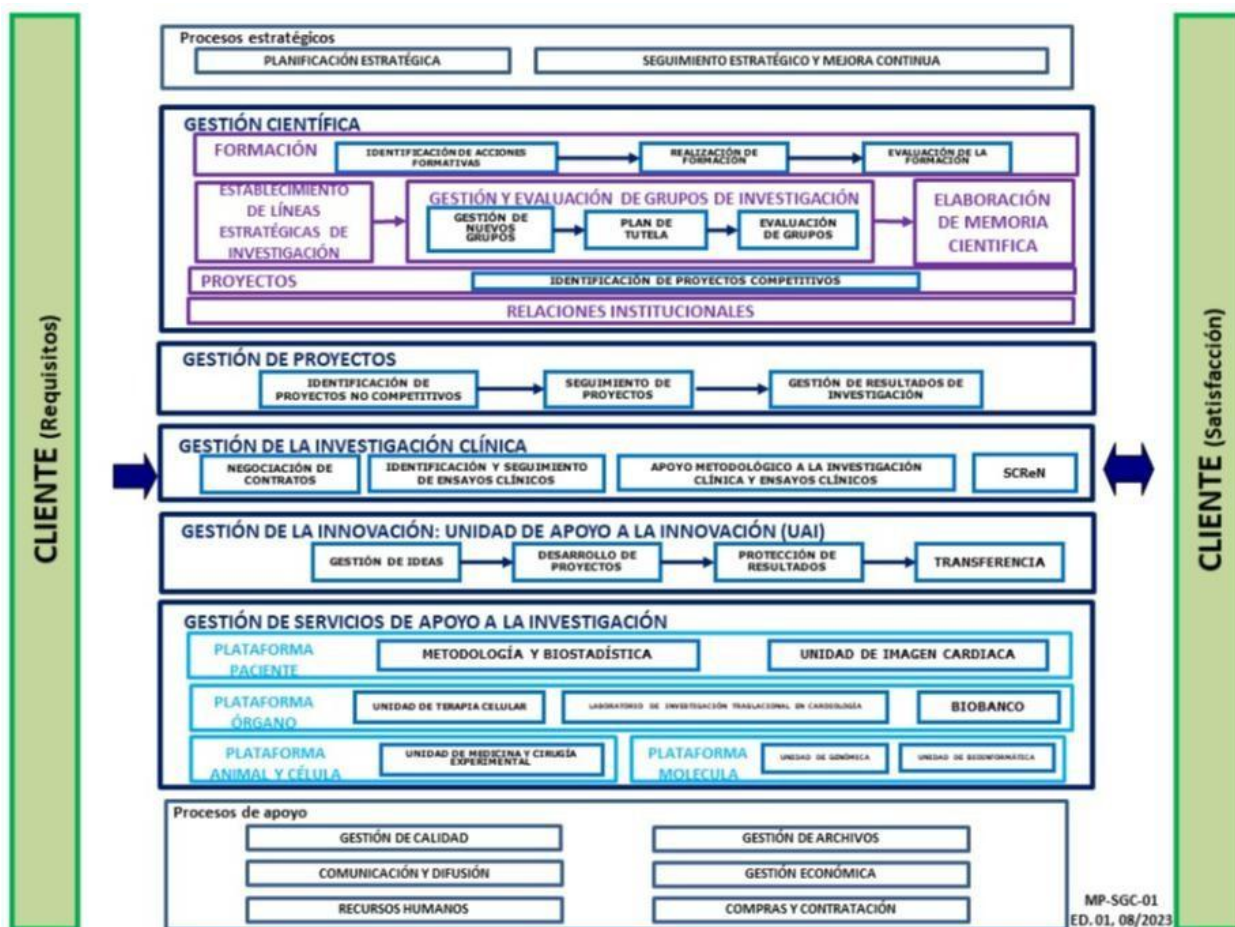 CLIENTE (Requisitos)
Procesos estratégicos
PLANIFICACIÓN ESTRATÉGICA
SEGUIMIENTO ESTRATÉGICO Y MEJORA CONTINUA
GESTIÓN CIENTÍFICA
FORMACIÓN
IDENTIFICACIÓN DE ACCIONES
FORMATIVAS
REALIZACIÓN DE
FORMACIÓN
EVALUACIÓN DE LA
FORMACIÓN
ESTABLECIMIENTO
DE LÍNEAS
ESTRATÉGICAS DE
INVESTIGACIÓN
GESTIÓN Y EVALUACIÓN DE GRUPOS DE INVESTIGACIÓN
GESTIÓN DE
NUEVOS
GRUPOS
PLAN DE
TUTELA
EVALUACIÓN
DE GRUPOS
ELABORACIÓN
DE MEMORIA
CIENTIFICA
PROYECTOS
IDENTIFICACIÓN DE PROYECTOS COMPETITIVOS
RELACIONES INSTITUCIONALES
GESTIÓN DE PROYECTOS
IDENTIFICACIÓN DE
PROYECTOS NO COMPETITIVOS
SEGUIMIENTO DE
PROYECTOS
GESTIÓN DE RESULTADOS DE
INVESTIGACIÓN
GESTIÓN DE LA INVESTIGACIÓN CLÍNICA
NEGOCIACIÓN DE
CONTRATOS
IDENTIFICACIÓN Y SEGUIMIENTO
DE ENSAYOS CLÍNICOS
APOYO METODOLÓGICO A LA INVESTIGACIÓN
CLÍNICA Y ENSAYOS CLÍNICOS
SCReN
GESTIÓN DE LA INNOVACIÓN: UNIDAD DE APOYO A LA INNOVACIÓN (UAI)
GESTIÓN DE IDEAS
DESARROLLO DE
PROYECTOS
PROTECCIÓN DE
RESULTADOS
TRANSFERENCIA
GESTIÓN DE SERVICIOS DE APOYO A LA INVESTIGACIÓN
PLATAFORMA
PACIENTE
METODOLOGÍA Y BIOSTADÍSTICA
UNIDAD DE IMAGEN CARDIACA
PLATAFORMA
ÓRGANO
UNIDAD DE TERAPIA CELULAR
LABORATORIO DE INVESTIGACIÓN TRASLACIONAL EN CARDIOLOGÍA
BIOBANCO
PLATAFORMA
ANIMAL Y CÉLULA
UNIDAD DE MEDICINA Y CIRUGÍA
EXPERIMENTAL
PLATAFORMA
MOLECULA
UNIDAD DE GENÓMICA
UNIDAD DE BIOINFORMÁTICA
Procesos de apoyo
GESTIÓN DE CALIDAD
GESTIÓN DE ARCHIVOS
COMUNICACIÓN Y DIFUSIÓN
GESTIÓN ECONÓMICA
RECURSOS HUMANOS
COMPRAS Y CONTRATACIÓN
MP-SGC-01
ED. 01, 08/2023
CLIENTE (Satisfacción)